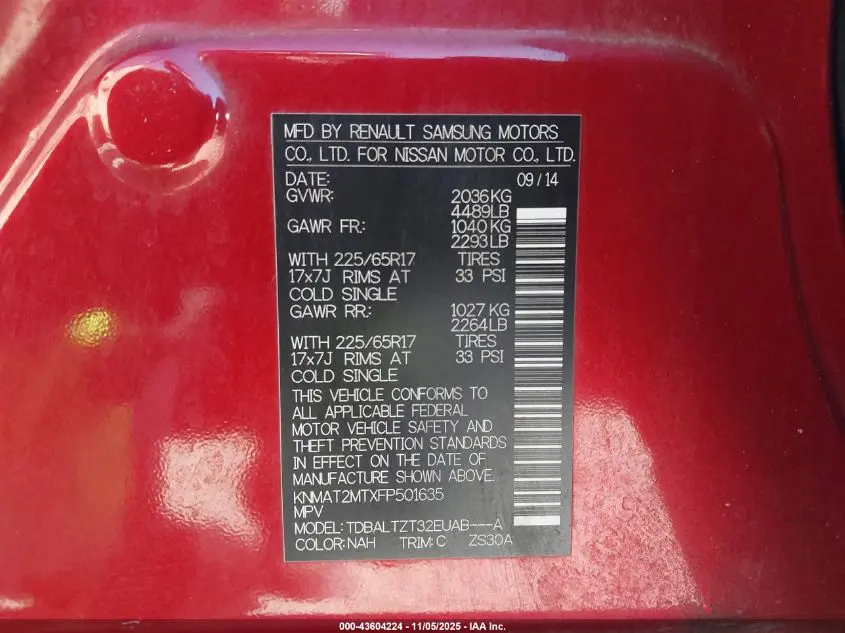 MFD BY RENAULT SAMSUNG MOTORS
CO., LTD. FOR NISSAN MOTOR CO., LTD.
DATE: 09/14
GVWR: 2036KG
4489LB
GAWR FR.: 1040KG
2293LB
WITH 225/65R17 TIRES
17x7J RIMS AT 33 PSI
COLD SINGLE
GAWR RR.: 1027KG
2264LB
WITH 225/65R17 TIRES
17x7J RIMS AT 33 PSI
COLD SINGLE
THIS VEHICLE CONFORMS TO
ALL APPLICABLE FEDERAL
MOTOR VEHICLE SAFETY AND
THEFT PREVENTION STANDARDS
IN EFFECT ON THE DATE OF
MANUFACTURE SHOWN ABOVE.
KNMAT2MTXFP501635
MPV
MODEL: TDBALTZT32EUAB---A
COLOR: NAH TRIM: C ZS30A
000-43604224 - 11/05/2025 - IAA Inc.